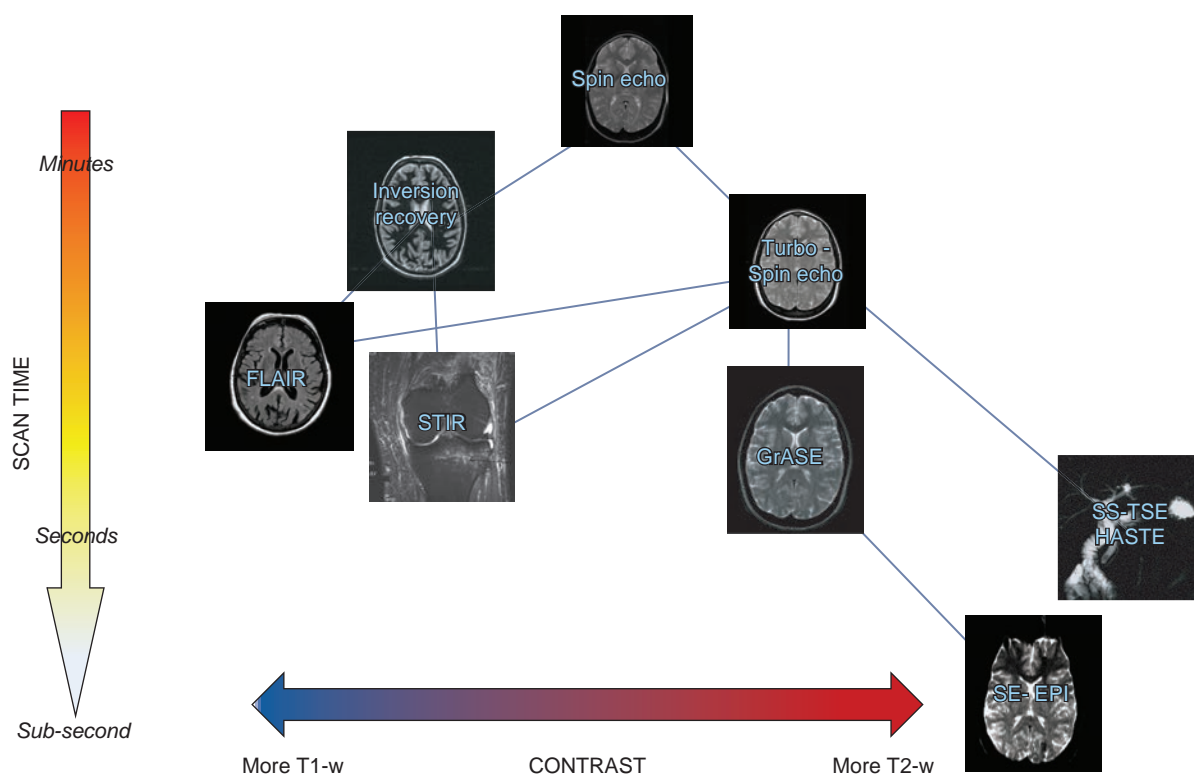 Spin echo
Minutes
Inversion
recovery
Turbo -
Spin echo
FLAIR
STIR
GrASE
SCAN TIME
SS-TSE
HASTE
Seconds
SE- EPI
Sub-second
More T1-w
CONTRAST
More T2-w